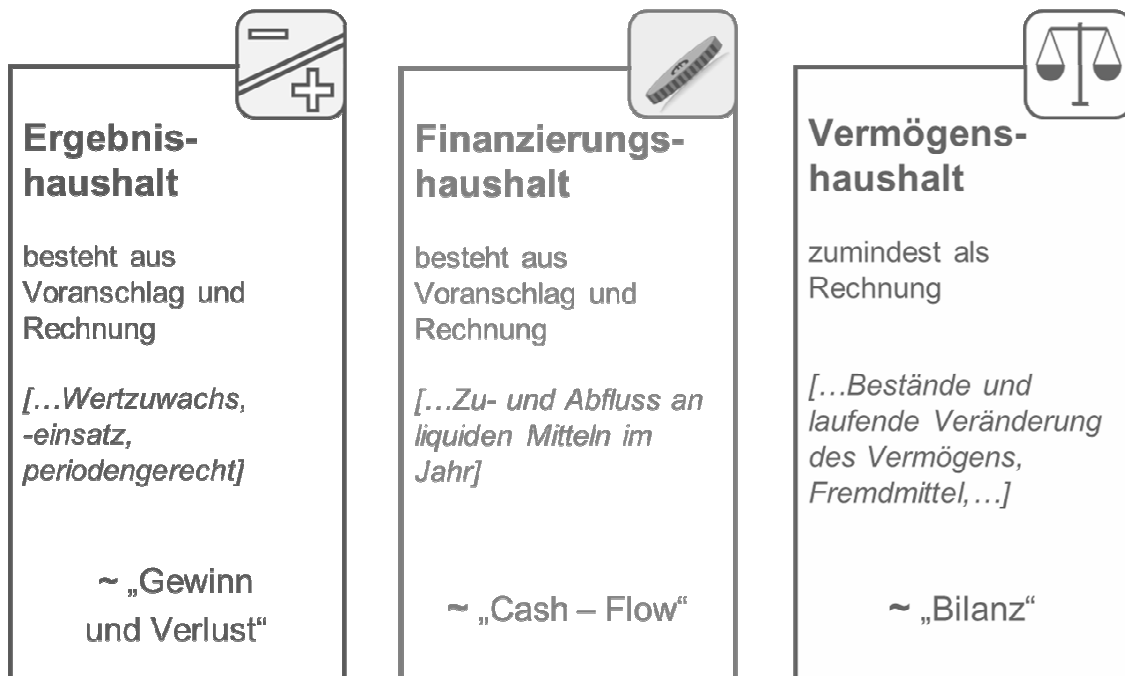 Ergebnis-
haushalt
besteht aus
Voranschlag und
Rechnung
[…Wertzuwachs,
-einsatz,
periodengerecht]
~ „Gewinn
und Verlust“
Finanzierungs-
haushalt
besteht aus
Voranschlag und
Rechnung
[…Zu- und Abfluss an
liquiden Mitteln im
Jahr]
~ „Cash – Flow“
Vermögens-
haushalt
zumindest als
Rechnung
[…Bestände und
laufende Veränderung
des Vermögens,
Fremdmittel,…]
~ „Bilanz“